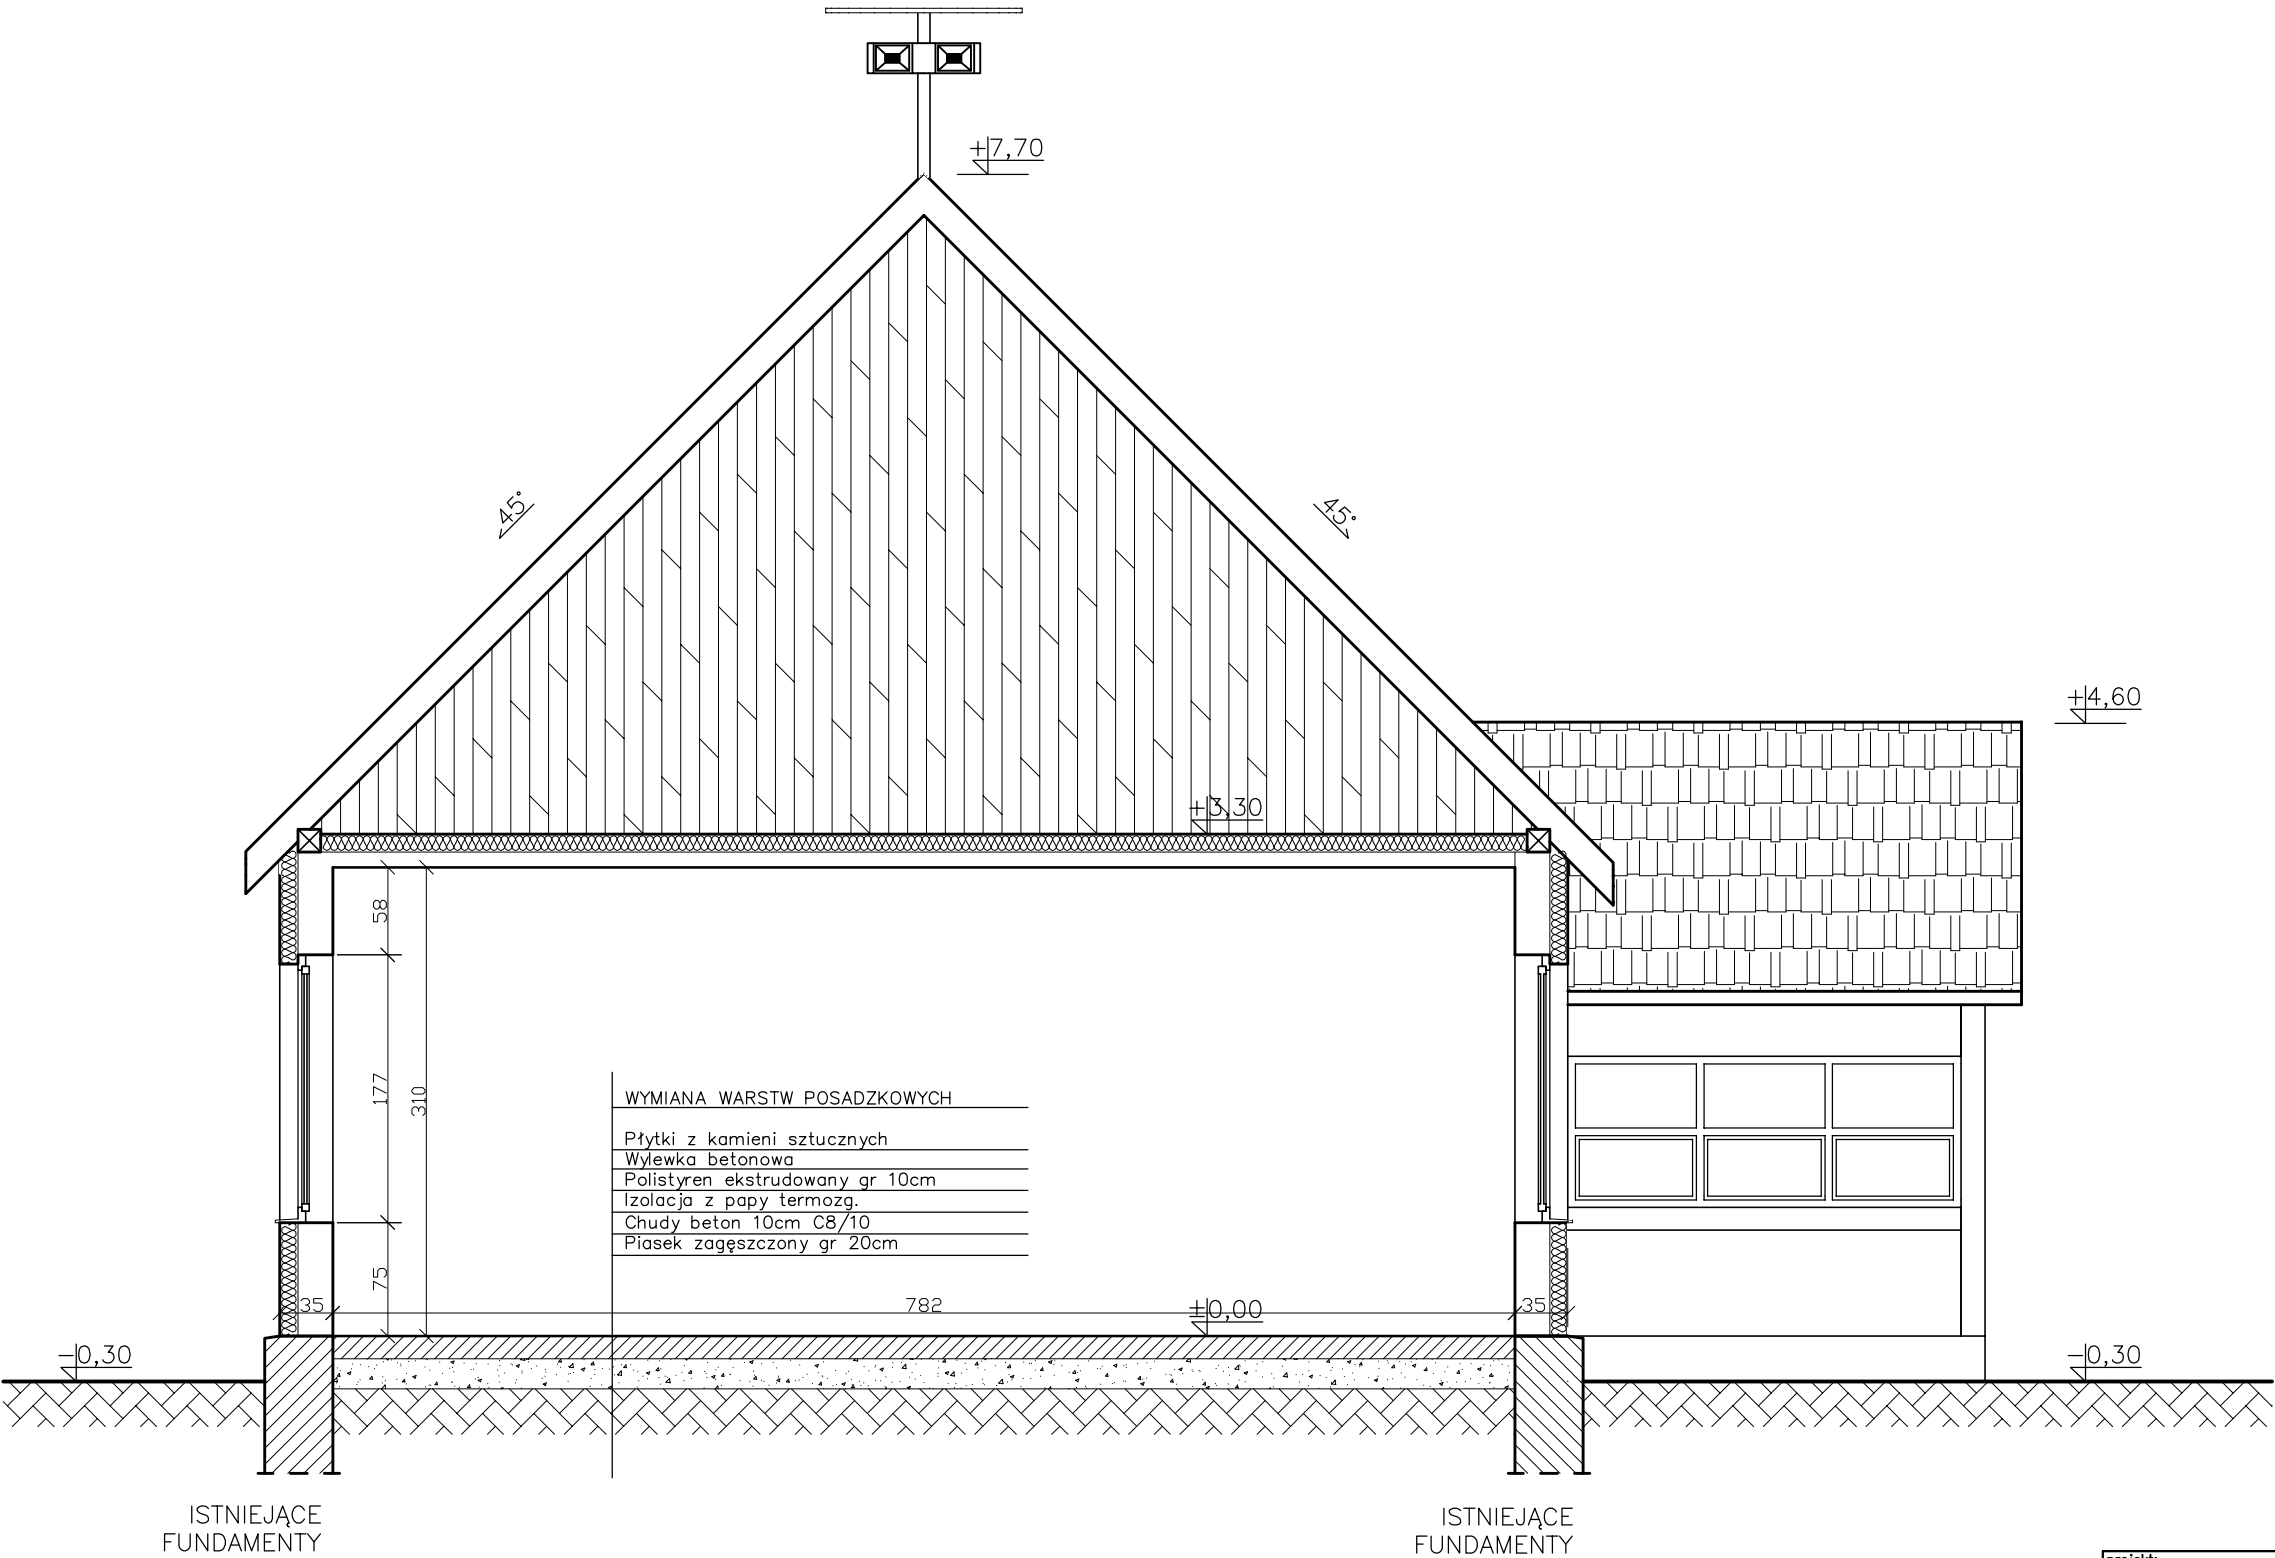 +7,70
45°
45°
+4,60
+3,30
58
177
310
WYMIANA WARSTW POSADZKOWYCH
Płytki z kamieni sztucznych
Wylewka betonowa
Polistyren ekstrudowany gr 10cm
Izolacja z papy termozg.
Chudy beton 10cm C8/10
Piasek zagęszczony gr 20cm
75
35
782
±0,00
35
-0,30
-0,30
ISTNIEJĄCE
FUNDAMENTY
ISTNIEJĄCE
FUNDAMENTY